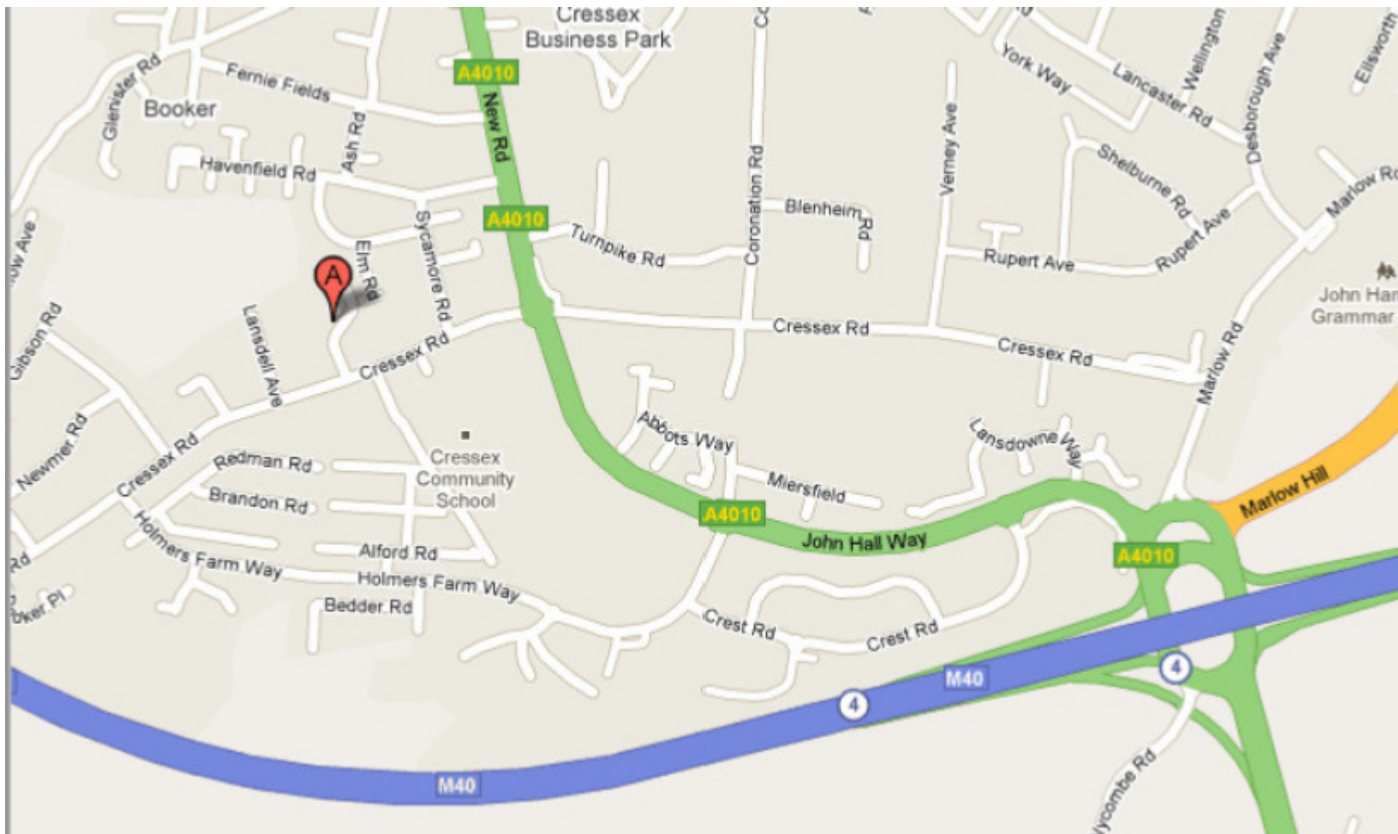 Cressex
Business Park
A4010
New Rd
A4010
Glenister Rd
Booker
Fernie Fields
Ash Rd
Havenfield Rd
Sycamore Rd
Elm Rd
A
Turnpike Rd
Coronation Rd
Blenheim
Rd
Verney Ave
York Way
Lancaster Rd
Wellington
Desborough Ave
Ellsworth
Shelburne Rd
Rupert Ave
Rupert Ave
Marlow Rd
Marlow Rd
Grammar
Gibson Rd
Lansdell Ave
Cressex Rd
Cressex Rd
Cressex Rd
Cressex Rd
Newmer Rd
Redman Rd
Brandon Rd
Cressex
Community
School
Abbots Way
Miersfield
Lansdowne Way
Marlow Hill
A4010
John Hall Way
A4010
Holmers Farm Way
Alford Rd
Holmers Farm Way
Bedder Rd
Rd
Crest Rd
Crest Rd
M40
4
4
M40